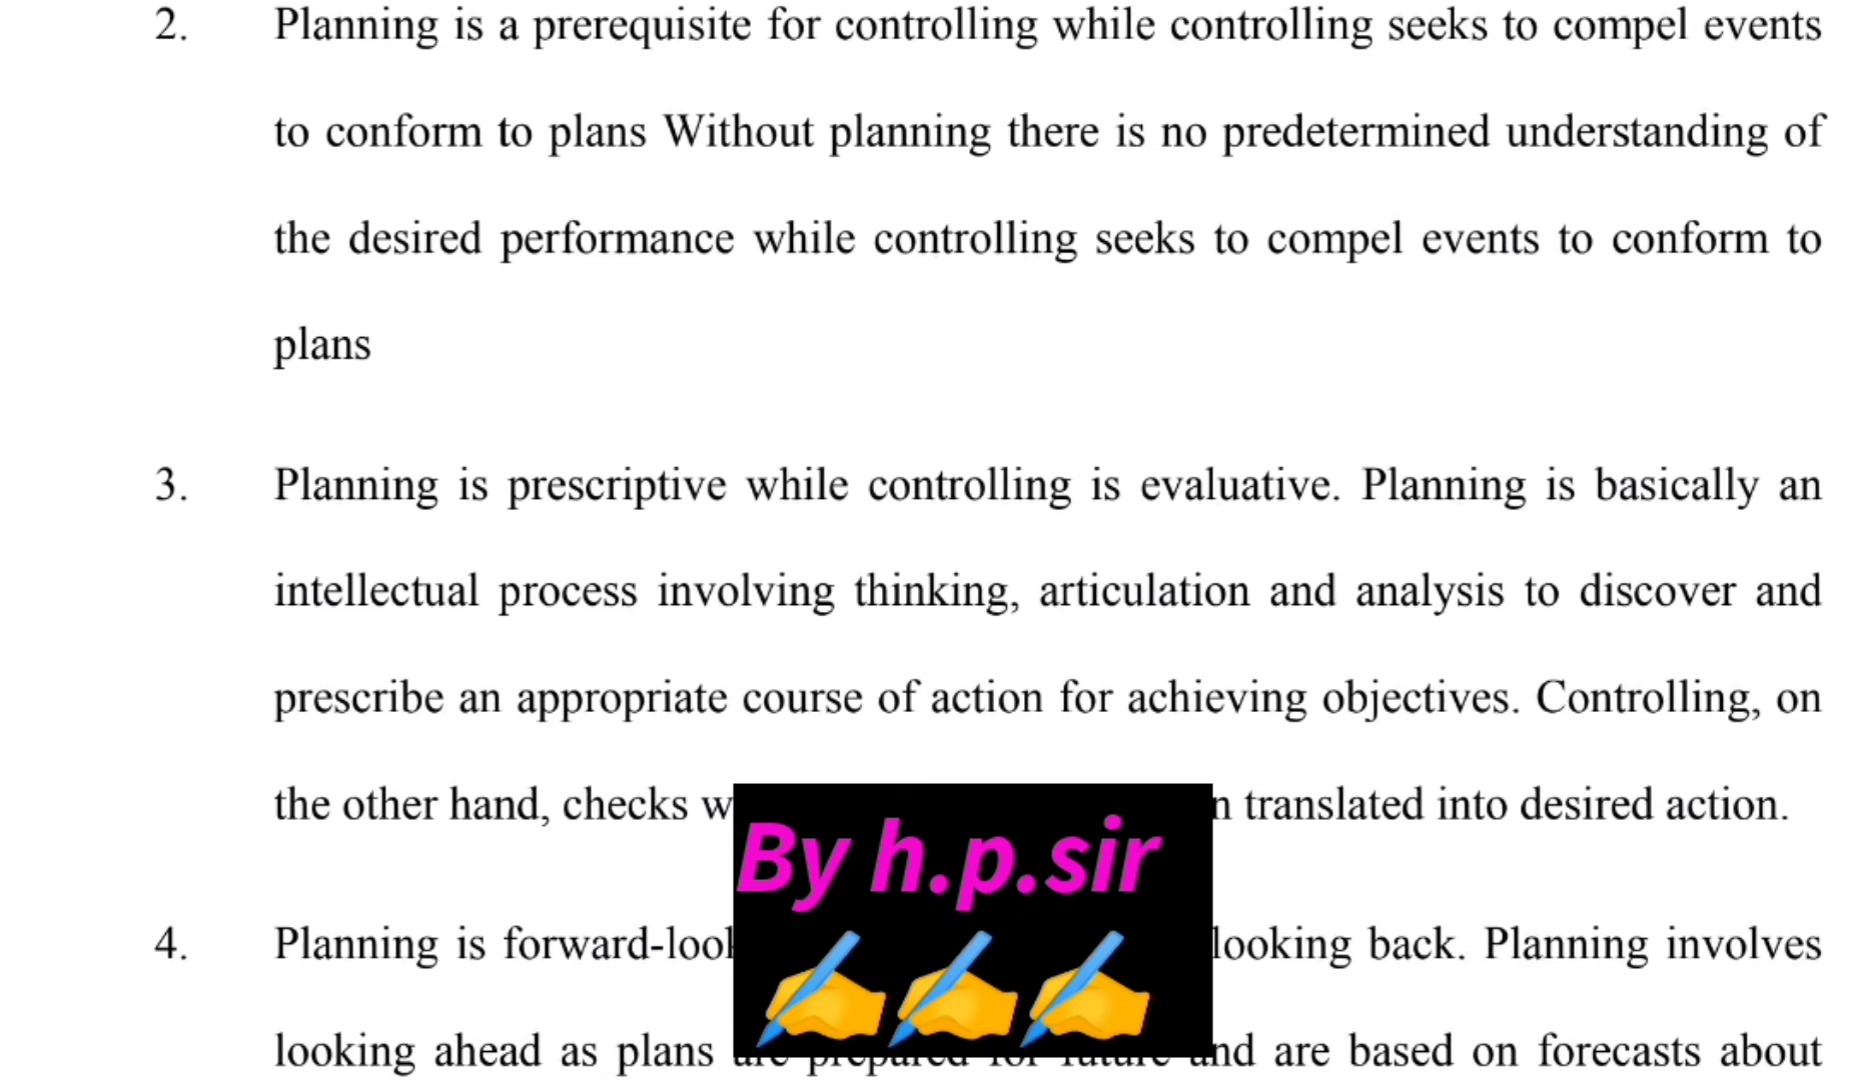 2. Planning is a prerequisite for controlling while controlling seeks to compel events
to conform to plans Without planning there is no predetermined understanding of
the desired performance while controlling seeks to compel events to conform to
plans
3. Planning is prescriptive while controlling is evaluative. Planning is basically an
intellectual process involving thinking, articulation and analysis to discover and
prescribe an appropriate course of action for achieving objectives. Controlling, on
the other hand, checks translated into desired action.
By h.p.sir
4. Planning is looking back. Planning involves
looking ahead as plans are prepared for future and are based on forecasts about